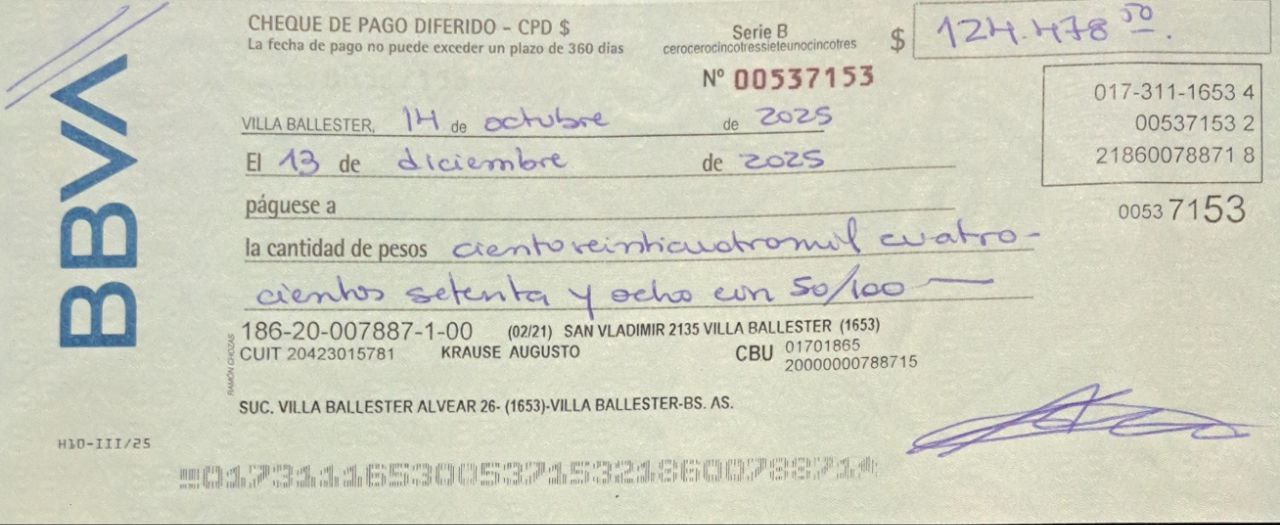 BBVA
CHEQUE DE PAGO DIFERIDO - CPD $
La fecha de pago no puede exceder un plazo de 360 días
Serie B
cerocerocincotressieteunocincotres
Nº 00537153
$ 124.478 50
017-311-1653 4
00537153 2
21860078871 8
0053 7153
VILLA BALLESTER, 14 de octubre de 2025
El 13 de diciembre de 2025
páguese a
la cantidad de pesos cientoveinticuatromil cuatro-
cientos setenta y ocho con 50/100
186-20-007887-1-00 (02/21) SAN VLADIMIR 2135 VILLA BALLESTER (1653)
CUIT 20423015781 KRAUSE AUGUSTO CBU 01701865
20000000788715
RAMÓN CHOZAS
SUC. VILLA BALLESTER ALVEAR 26- (1653)-VILLA BALLESTER-BS. AS.
H10-III/25